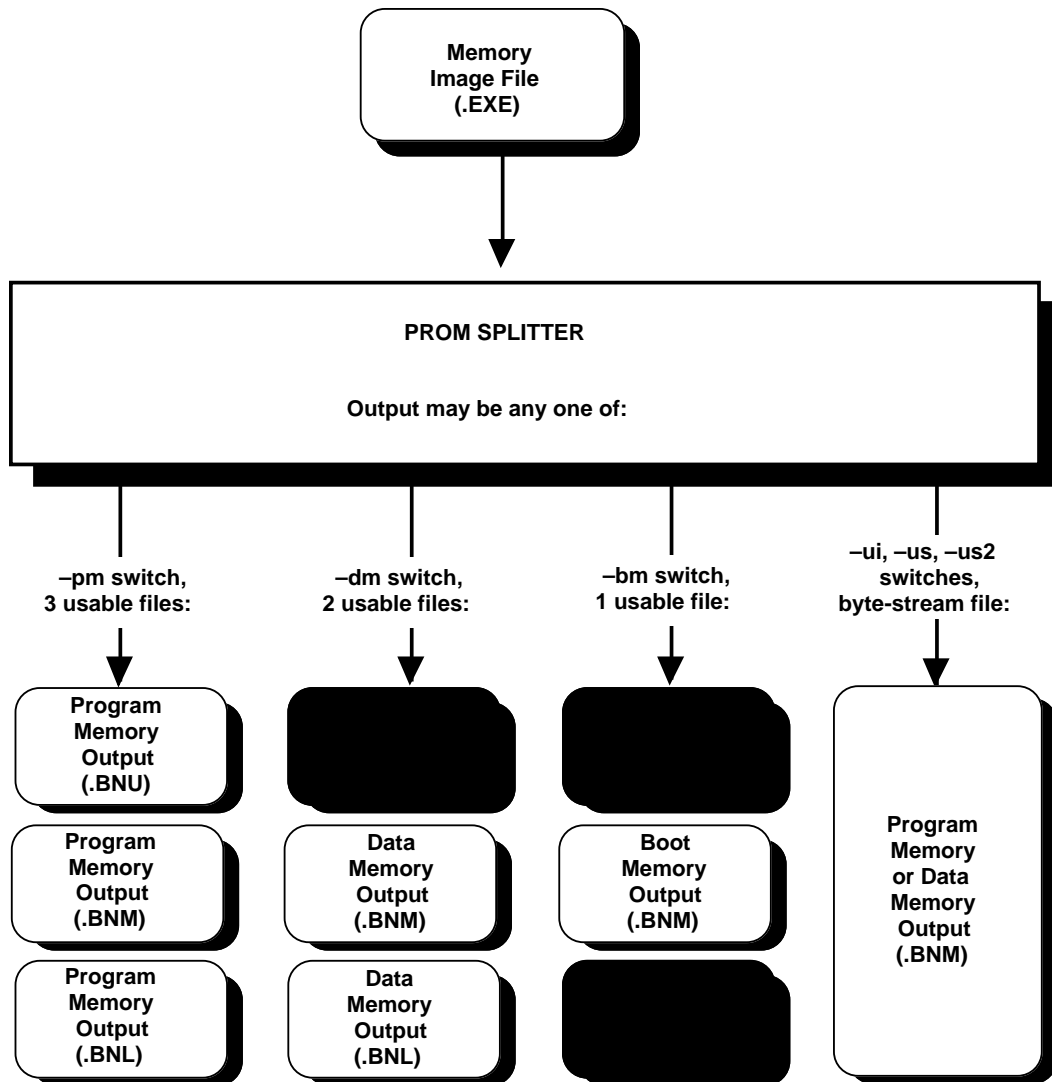 Memory
Image File
(.EXE)
PROM SPLITTER
Output may be any one of:
–pm switch,
3 usable files:
–dm switch,
2 usable files:
–bm switch,
1 usable file:
–ui, –us, –us2
switches,
byte-stream file:
Program
Memory
Output
(.BNU)
Program
Memory
Output
(.BNM)
Data
Memory
Output
(.BNM)
Boot
Memory
Output
(.BNM)
Program
Memory
or Data
Memory
Output
(.BNM)
Program
Memory
Output
(.BNL)
Data
Memory
Output
(.BNL)